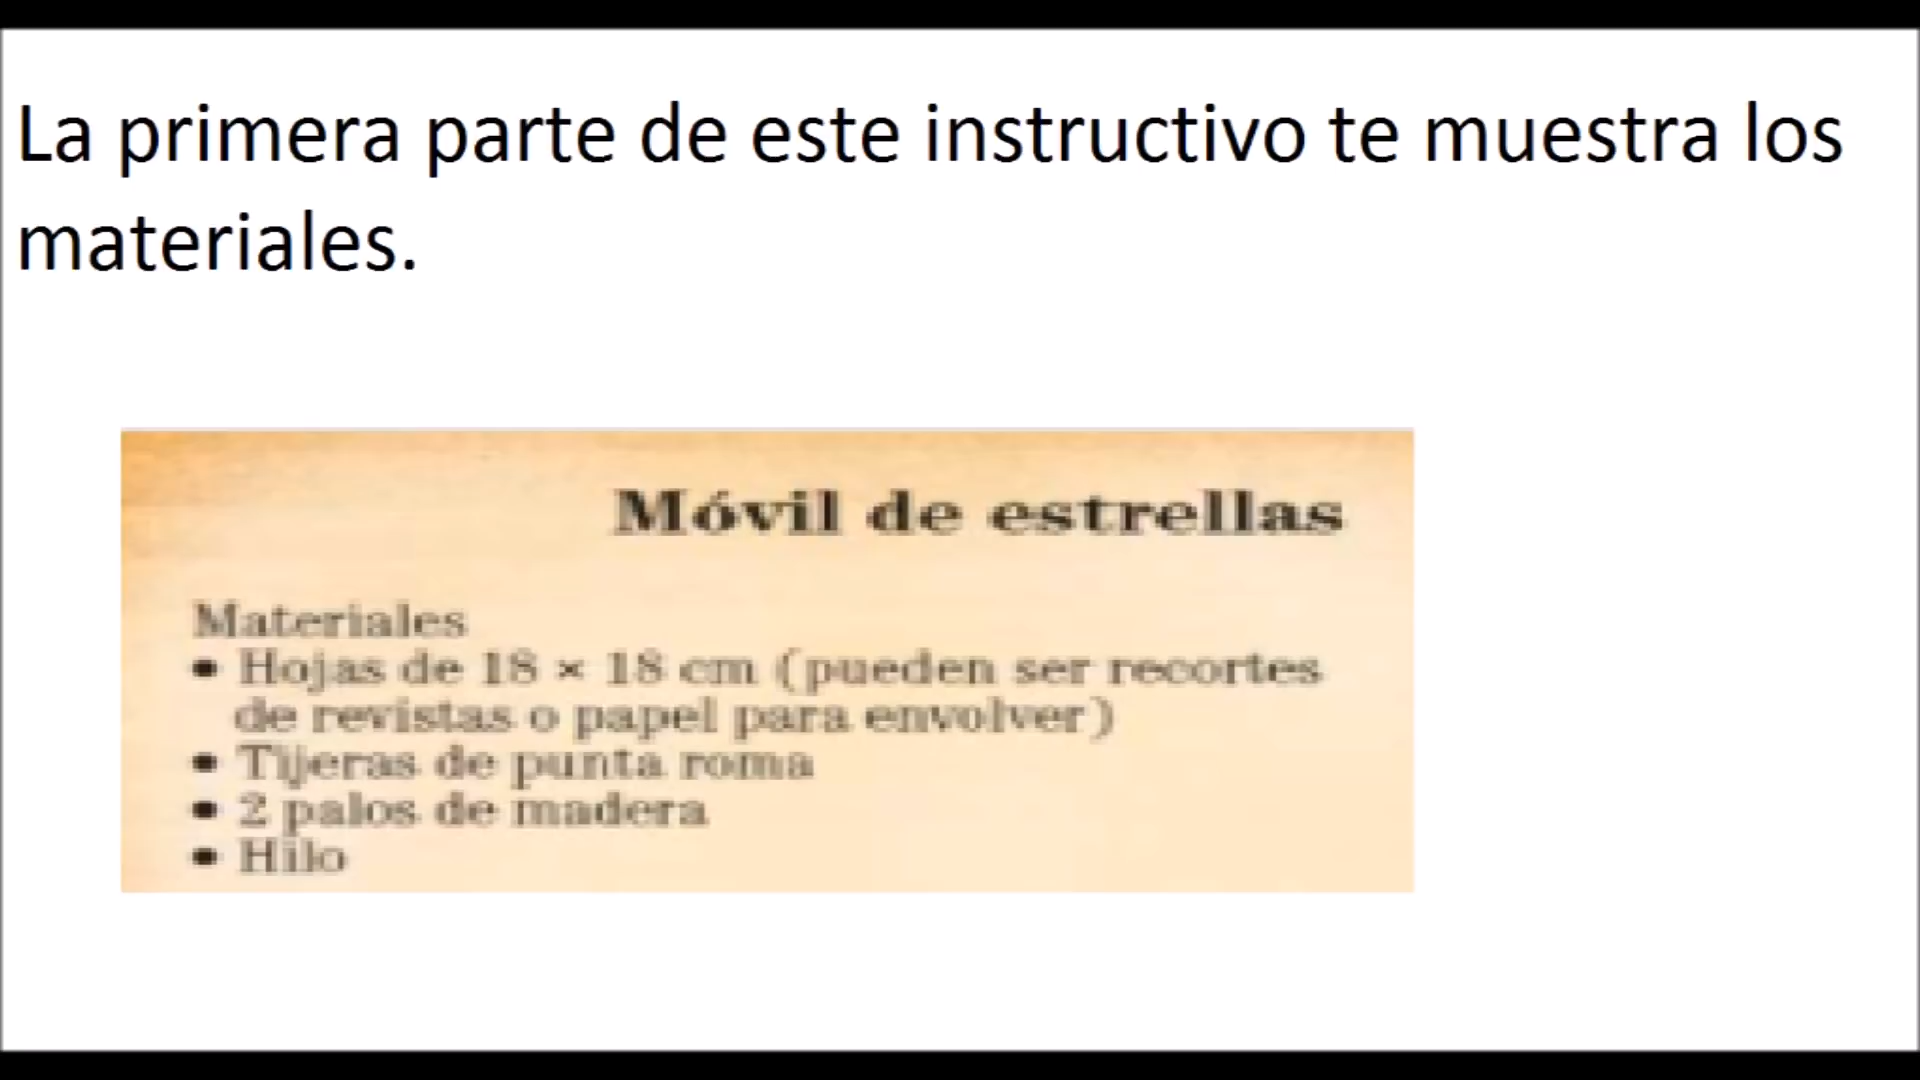 La primera parte de este instructivo te muestra los
materiales.
Móvil de estrellas
Materiales
• Hojas de 18 × 18 cm (pueden ser recortes
de revistas o papel para envolver)
• Tijeras de punta roma
• 2 palos de madera
• Hilo